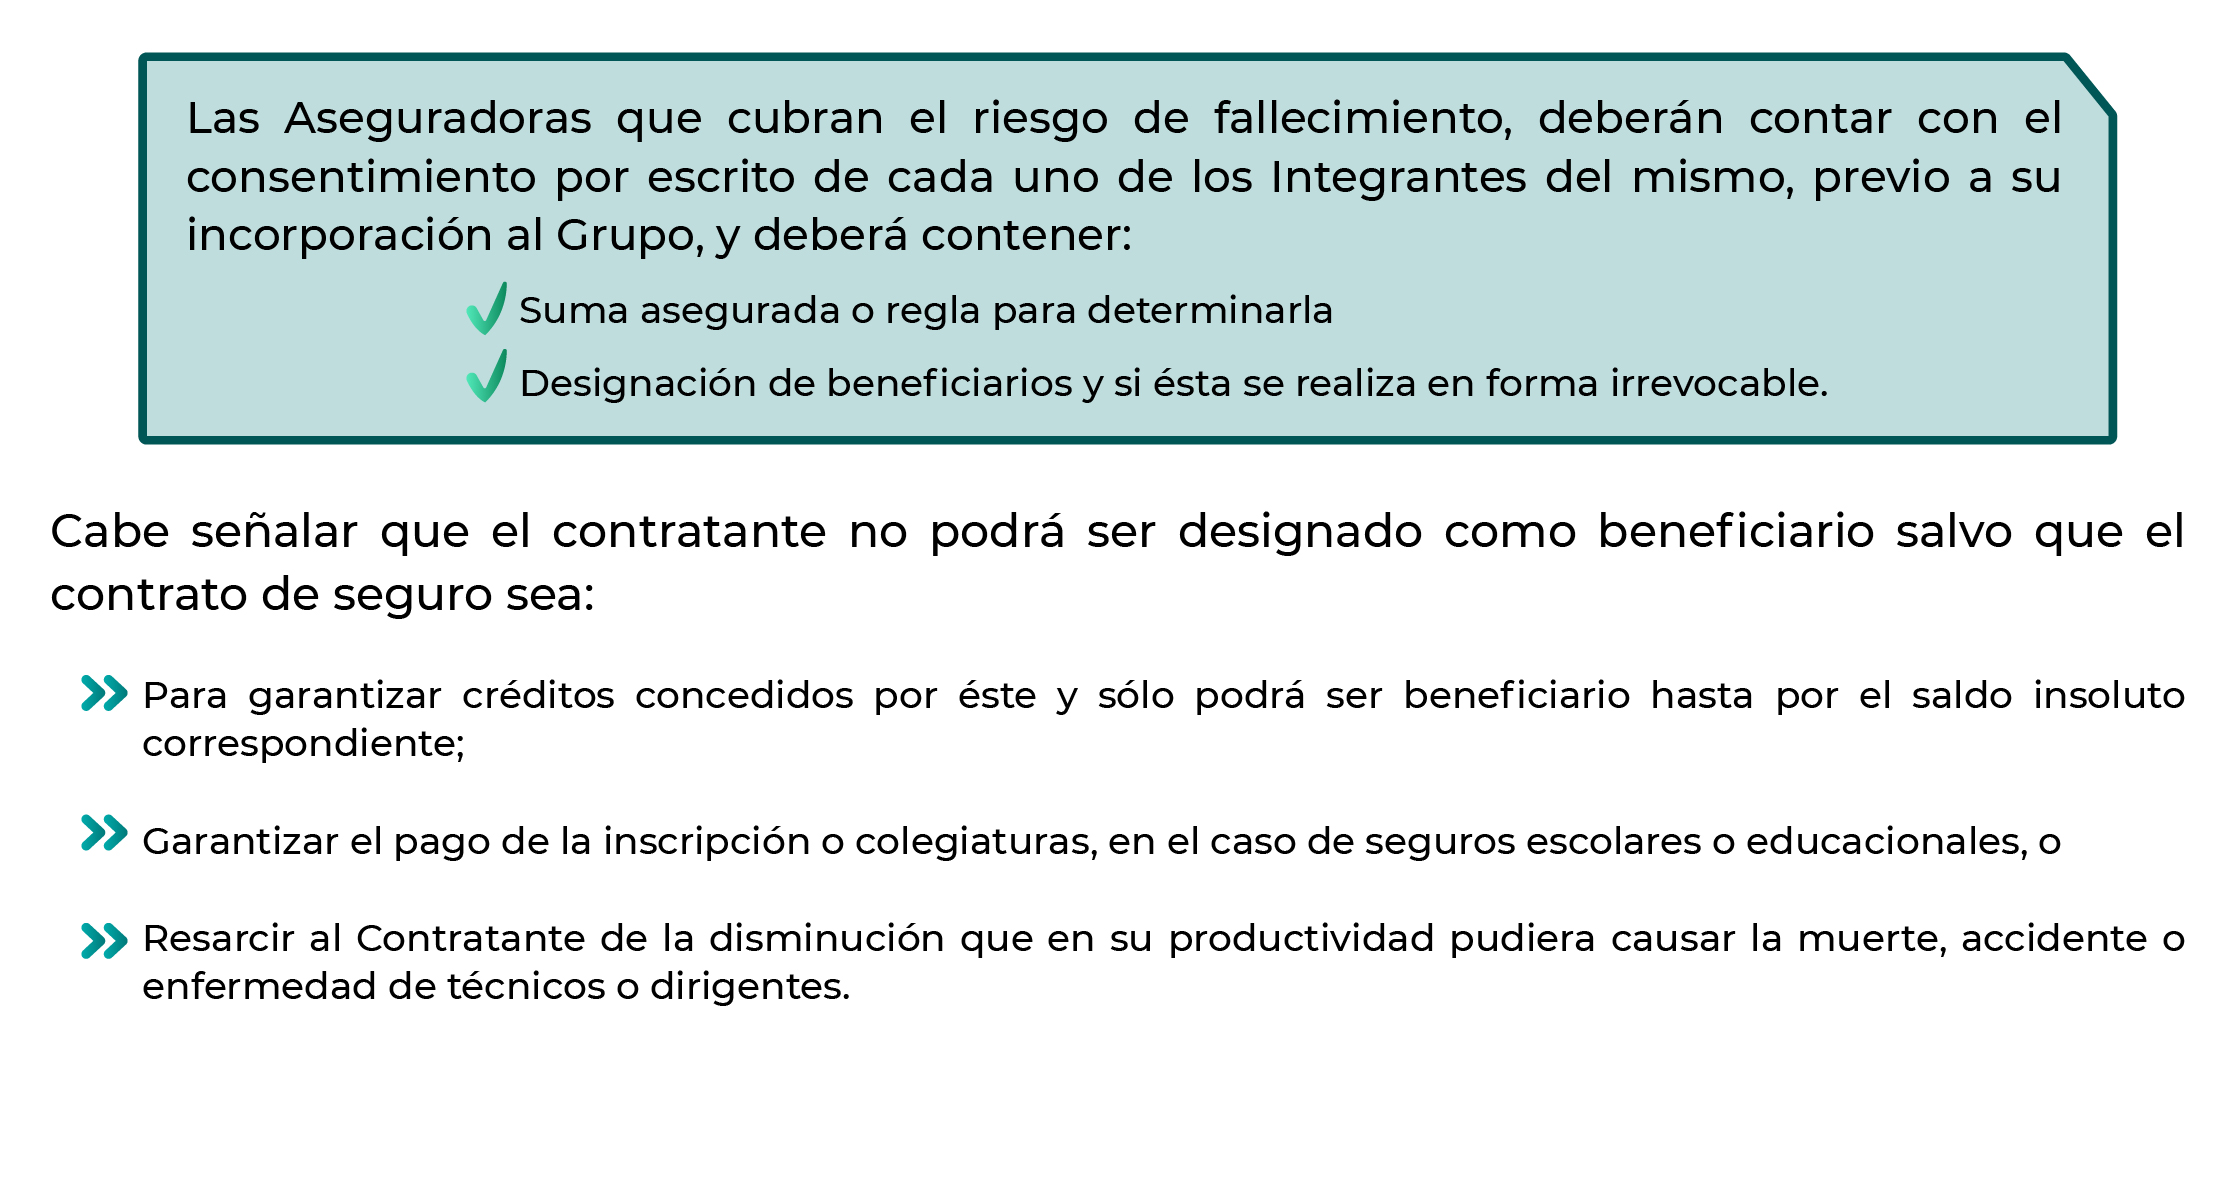 Las Aseguradoras que cubran el riesgo de fallecimiento, deberán contar con el
consentimiento por escrito de cada uno de los Integrantes del mismo, previo a su
incorporación al Grupo, y deberá contener:
Suma asegurada o regla para determinarla
Designación de beneficiarios y si ésta se realiza en forma irrevocable.
Cabe señalar que el contratante no podrá ser designado como beneficiario salvo que el
contrato de seguro sea:
Para garantizar créditos concedidos por éste y sólo podrá ser beneficiario hasta por el saldo insoluto
correspondiente;
Garantizar el pago de la inscripción o colegiaturas, en el caso de seguros escolares o educacionales, o
Resarcir al Contratante de la disminución que en su productividad pudiera causar la muerte, accidente o
enfermedad de técnicos o dirigentes.